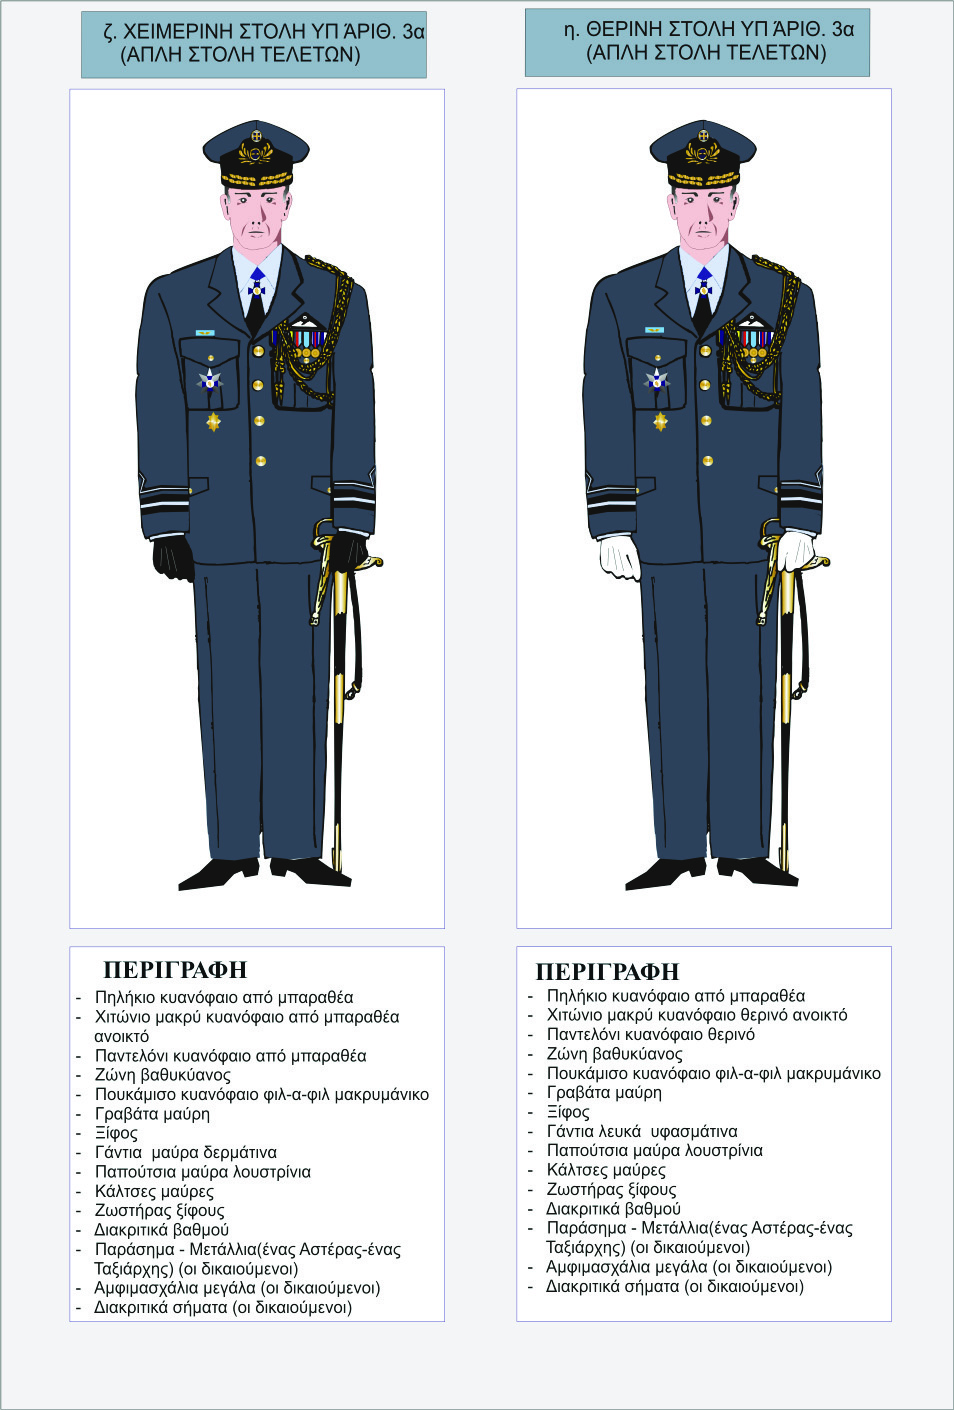 ζ. ΧΕΙΜΕΡΙΝΗ ΣΤΟΛΗ ΥΠ ΆΡΙΘ. 3α
(ΑΠΛΗ ΣΤΟΛΗ ΤΕΛΕΤΩΝ)
η. ΘΕΡΙΝΗ ΣΤΟΛΗ ΥΠ ΆΡΙΘ. 3α
(ΑΠΛΗ ΣΤΟΛΗ ΤΕΛΕΤΩΝ)
ΠΕΡΙΓΡΑΦΗ
- Πηλήκιο κυανόφαιο από μπαραθέα
- Χιτώνιο μακρύ κυανόφαιο από μπαραθέα
ανοικτό
- Παντελόνι κυανόφαιο από μπαραθέα
- Ζώνη βαθυκύανος
- Πουκάμισο κυανόφαιο φιλ-α-φιλ μακρυμάνικο
- Γραβάτα μαύρη
- Ξίφος
- Γάντια μαύρα δερμάτινα
- Παπούτσια μαύρα λουστρίνια
- Κάλτσες μαύρες
- Ζωστήρας ξίφους
- Διακριτικά βαθμού
- Παράσημα - Μετάλλια(ένας Αστέρας-ένας
Ταξιάρχης) (οι δικαιούμενοι)
- Αμφιμασχάλια μεγάλα (οι δικαιούμενοι)
- Διακριτικά σήματα (οι δικαιούμενοι)
ΠΕΡΙΓΡΑΦΗ
- Πηλήκιο κυανόφαιο από μπαραθέα
- Χιτώνιο μακρύ κυανόφαιο θερινό ανοικτό
- Παντελόνι κυανόφαιο θερινό
- Ζώνη βαθυκύανος
- Πουκάμισο κυανόφαιο φιλ-α-φιλ μακρυμάνικο
- Γραβάτα μαύρη
- Ξίφος
- Γάντια λευκά υφασμάτινα
- Παπούτσια μαύρα λουστρίνια
- Κάλτσες μαύρες
- Ζωστήρας ξίφους
- Διακριτικά βαθμού
- Παράσημα - Μετάλλια(ένας Αστέρας-ένας
Ταξιάρχης) (οι δικαιούμενοι)
- Αμφιμασχάλια μεγάλα (οι δικαιούμενοι)
- Διακριτικά σήματα (οι δικαιούμενοι)